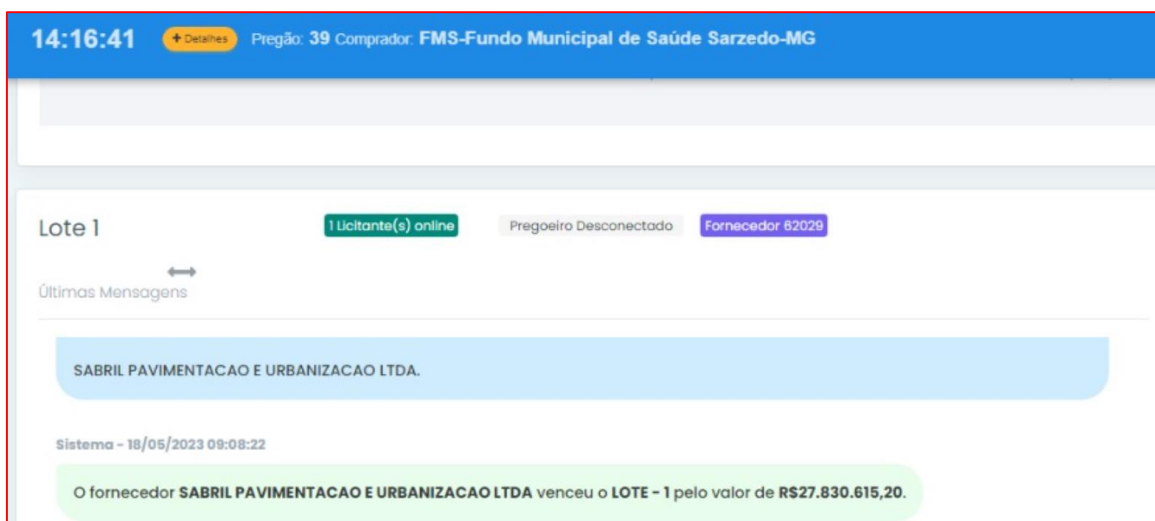 14:16:41 + Detalhes Pregão: 39 Comprador: FMS-Fundo Municipal de Saúde Sarzedo-MG
Lote 1 1 Licitante(s) online Pregoeiro Desconectado Fornecedor 62029
Últimas Mensagens
SABRIL PAVIMENTACAO E URBANIZACAO LTDA.
Sistema - 18/05/2023 09:08:22
O fornecedor SABRIL PAVIMENTACAO E URBANIZACAO LTDA venceu o LOTE - 1 pelo valor de R$27.830.615,20.